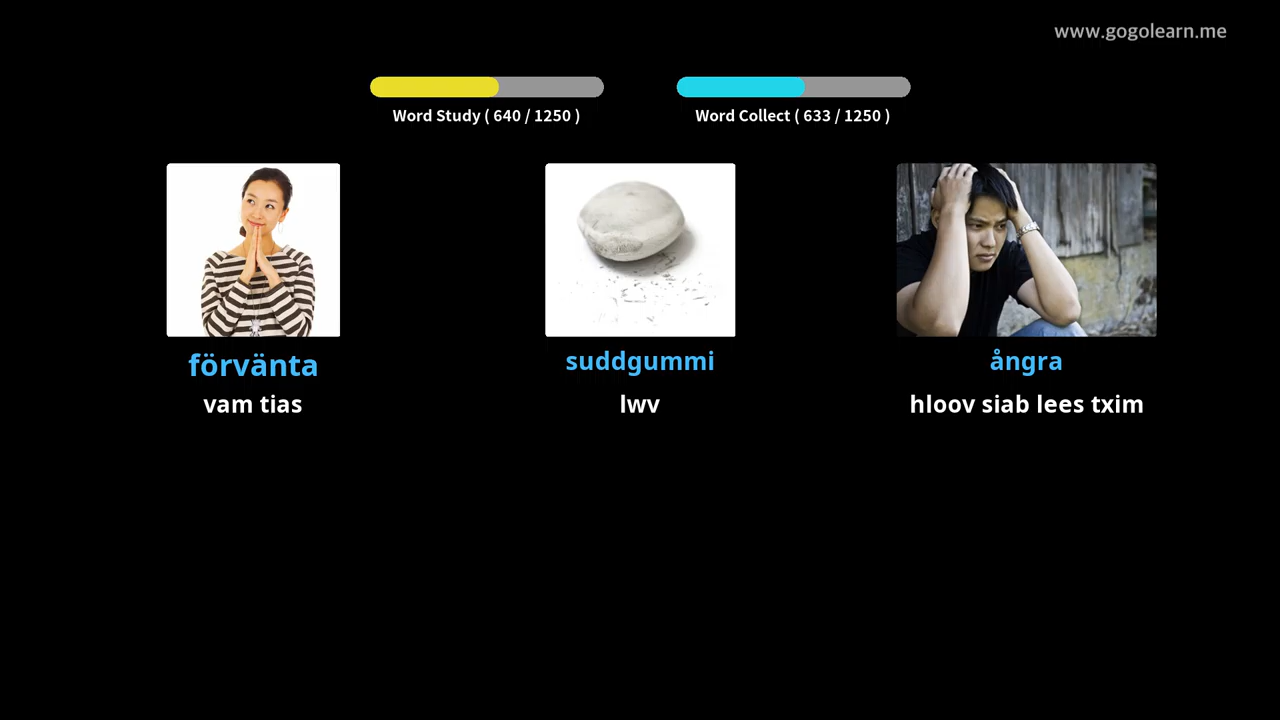 www.gogolearn.me
Word Study ( 640 / 1250 )
Word Collect ( 633 / 1250 )
förvänta
suddgummi
ångra
vam tias
lwv
hloov siab lees txim